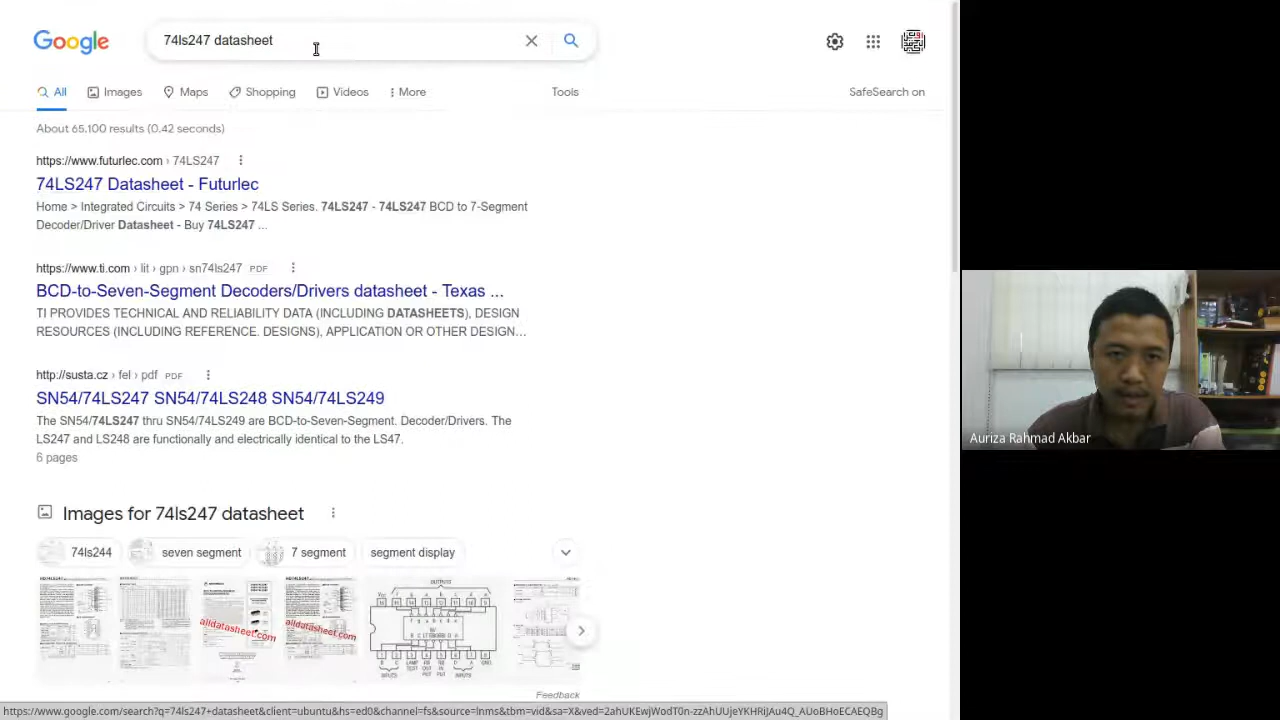 Google
74ls247 datasheet
All
Images
Maps
Shopping
Videos
More
Tools
SafeSearch on
About 65.100 results (0.42 seconds)
https://www.futurlec.com › 74LS247
74LS247 Datasheet - Futurlec
Home > Integrated Circuits > 74 Series > 74LS Series. 74LS247 - 74LS247 BCD to 7-Segment
Decoder/Driver Datasheet - Buy 74LS247 ...
https://www.ti.com › lit › gpn › sn74ls247 PDF
BCD-to-Seven-Segment Decoders/Drivers datasheet - Texas ...
TI PROVIDES TECHNICAL AND RELIABILITY DATA (INCLUDING DATASHEETS), DESIGN
RESOURCES (INCLUDING REFERENCE. DESIGNS), APPLICATION OR OTHER DESIGN...
http://susta.cz › fel › pdf PDF
SN54/74LS247 SN54/74LS248 SN54/74LS249
The SN54/74LS247 thru SN54/74LS249 are BCD-to-Seven-Segment. Decoder/Drivers. The
LS247 and LS248 are functionally and electrically identical to the LS47.
6 pages
Images for 74ls247 datasheet
74ls244
seven segment
7 segment
segment display
alldatasheet.com
alldatasheet.com
OUTPUTS
Vcc
INPUTS
INPUTS
GND
Feedback
Auriza Rahmad Akbar